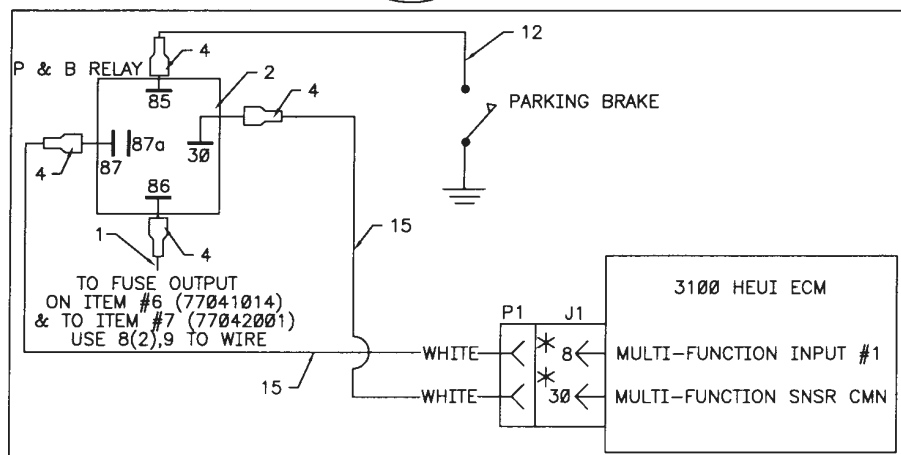 12
4
P & B RELAY
2
85
4
PARKING BRAKE
87a
30
87
4
86
15
1
4
TO FUSE OUTPUT
ON ITEM #6 (77041014)
& TO ITEM #7 (77042001)
USE 8(2),9 TO WIRE
3100 HEUI ECM
P1 J1
WHITE * 8 MULTI-FUNCTION INPUT #1
15
WHITE * 30 MULTI-FUNCTION SNSR CMN